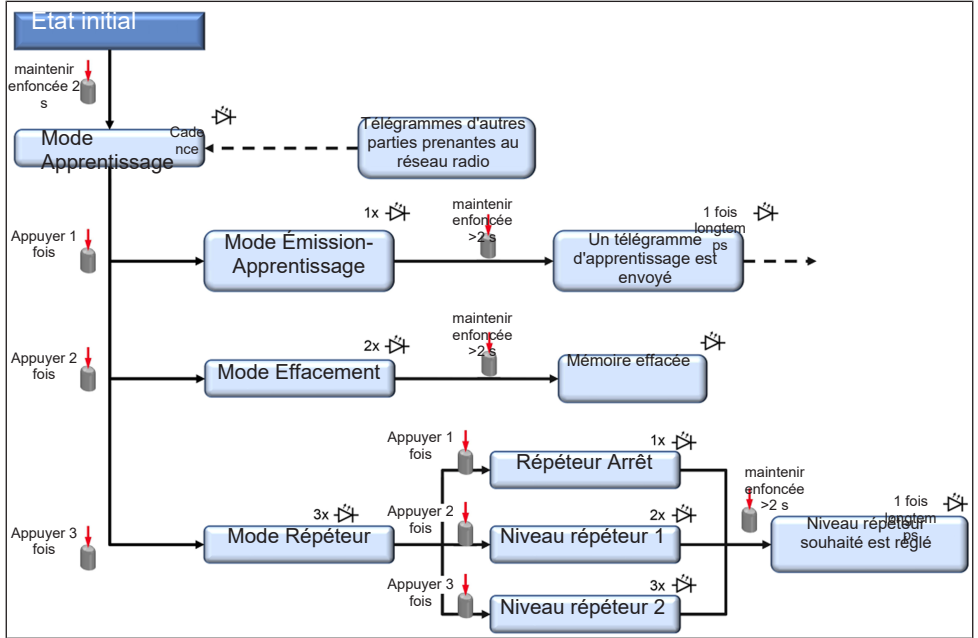 Etat initial
maintenir
enfoncée 2
s
Mode
Apprentissage
Cade
nce
Télégrammes d'autres
parties prenantes au
réseau radio
Appuyer 1
fois
1x
Mode Émission-
Apprentissage
maintenir
enfoncée
>2 s
1 fois
longtem
ps
Un télégramme
d'apprentissage est
envoyé
Appuyer 2
fois
2x
Mode Effacement
maintenir
enfoncée
>2 s
Mémoire effacée
Appuyer 3
fois
3x
Mode Répéteur
Appuyer 1
fois
1x
Répéteur Arrêt
Appuyer 2
fois
2x
Niveau répéteur 1
Appuyer 3
fois
3x
Niveau répéteur 2
maintenir
enfoncée
>2 s
1 fois
longtem
ps
Niveau répéteur
souhaité est réglé